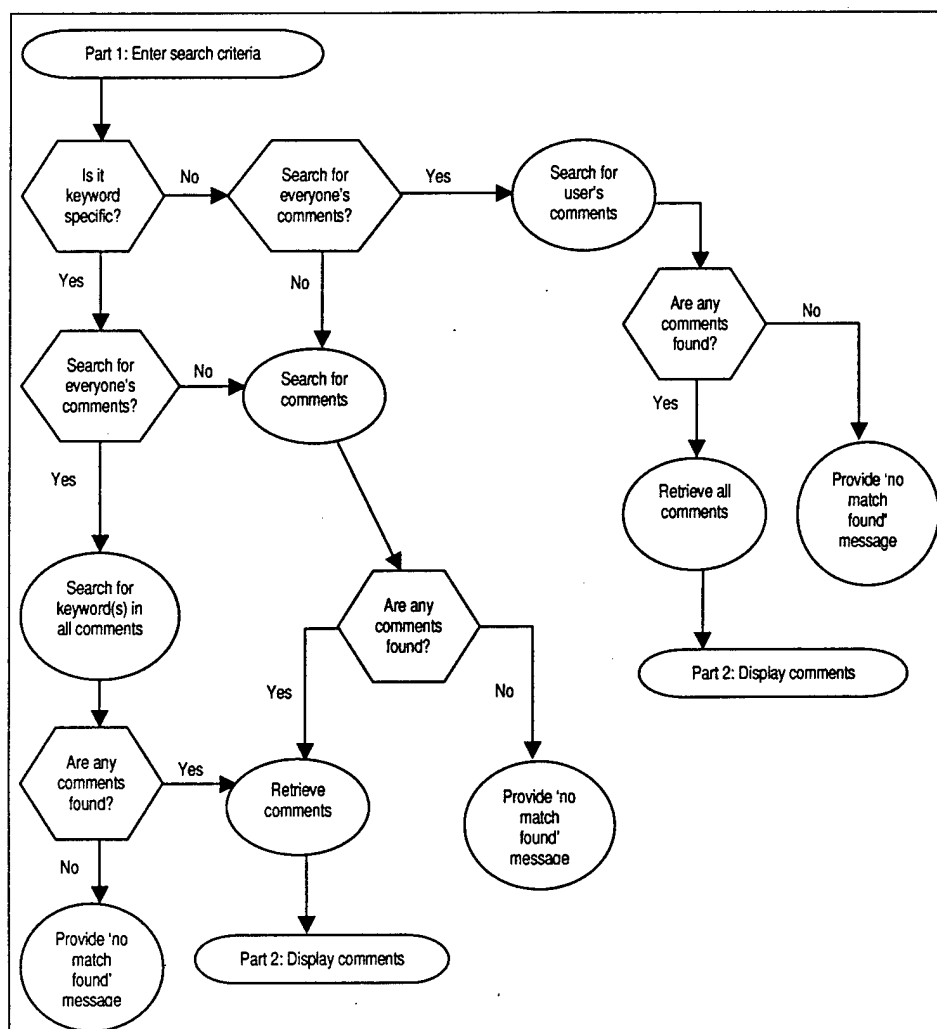 Part 1: Enter search criteria
Is it
keyword
specific?
No
Search for
everyone's
comments?
Yes
Search for
user's
comments
Yes
No
Are any
comments
found?
No
Search for
everyone's
comments?
No
Search for
comments
Yes
Yes
Retrieve all
comments
Provide 'no
match
found"
message
Search for
keyword(s) in
all comments
Are any
comments
found?
Yes
No
Part 2: Display comments
Are any
comments
found?
Yes
Retrieve
comments
Provide 'no
match
found'
message
No
Provide 'no
match
found'
message
Part 2: Display comments